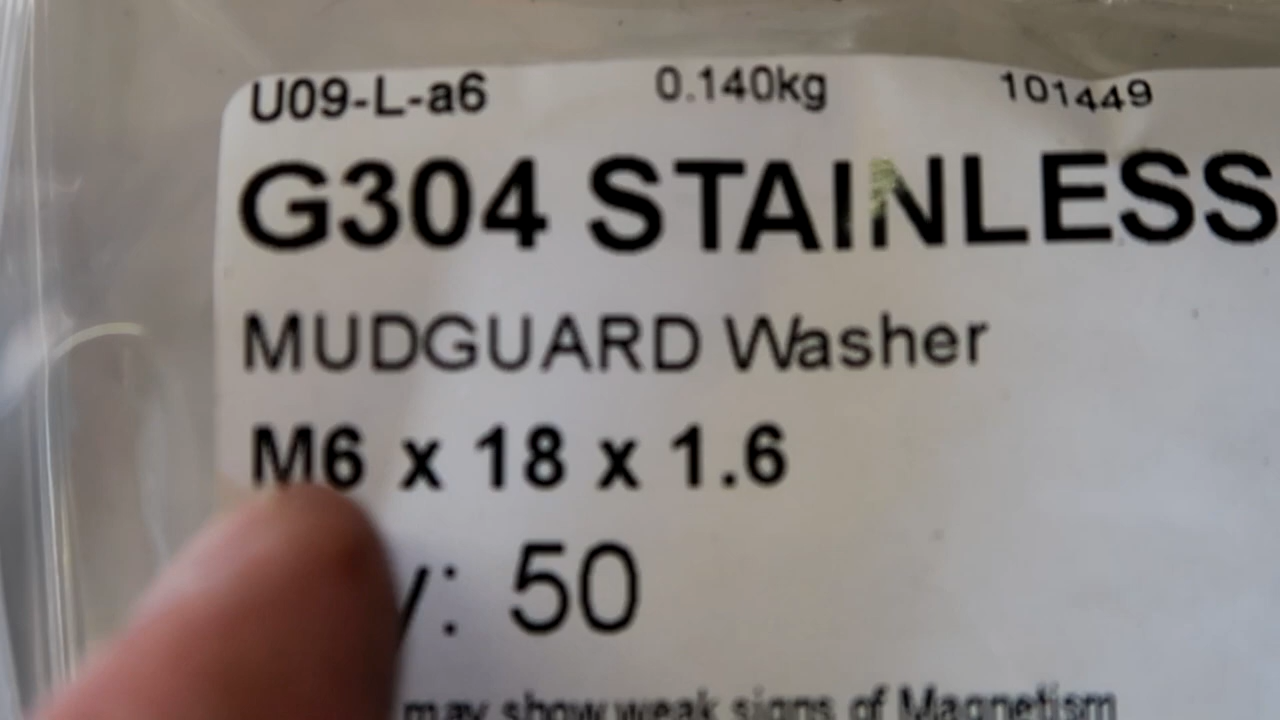 U09-L-a6 0.140kg 101449
G304 STAINLESS
MUDGUARD Washer
M6 x 18 x 1.6
y: 50
may show weak signs of Magnetism